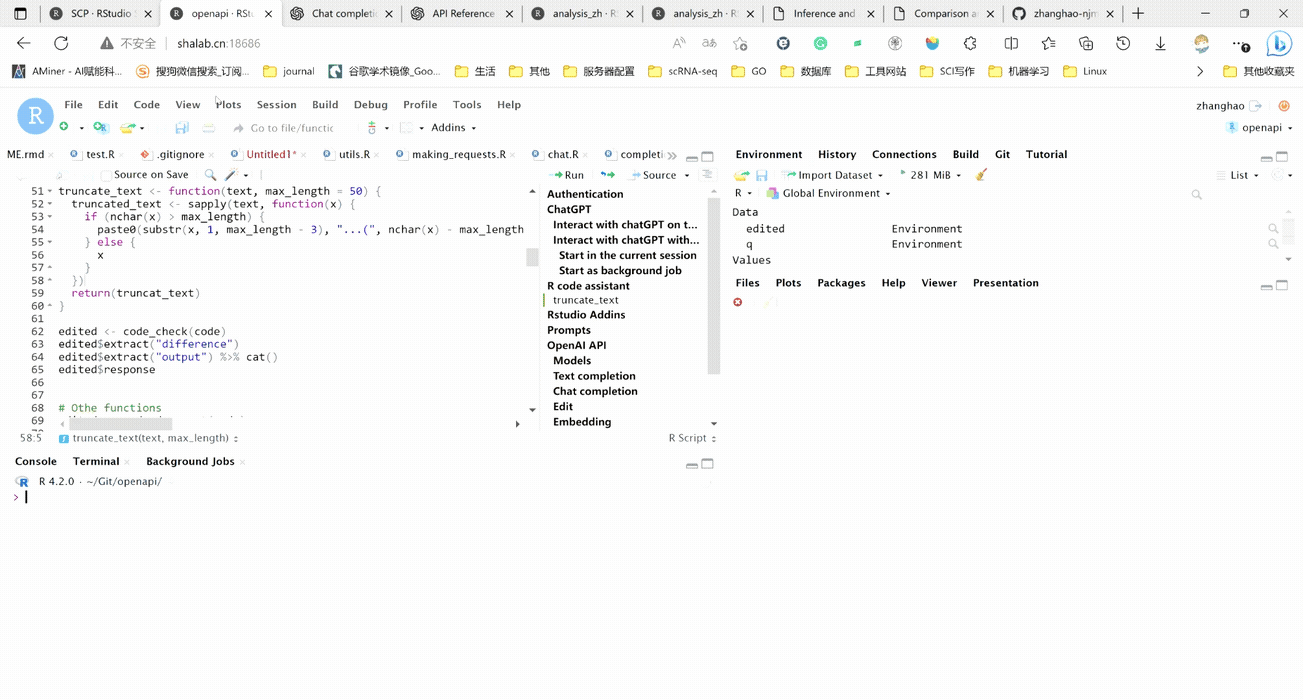 SCP · RStudio
openapi · RSt
Chat completi
API Reference
analysis_zh · R
analysis_zh · R
Inference and
Comparison a
zhanghao-njm
不安全
shalab.cn:18686
AMiner - AI赋能科...
搜狗微信搜索_订阅...
journal
谷歌学术镜像_Goo...
生活
其他
服务器配置
scRNA-seq
GO
数据库
工具网站
SCI写作
机器学习
Linux
其他收藏夹
File Edit Code View Plots Session Build Debug Profile Tools Help
zhanghao
Go to file/functic
Addins
openapi
ME.rmd
test.R
.gitignore
Untitled1*
utils.R
making_requests.R
chat.R
completi
Source on Save
Run
Source
51 truncate_text <- function(text, max_length = 50) {
52 truncated_text <- sapply(text, function(x) {
53 if (nchar(x) > max_length) {
54 paste0(substr(x, 1, max_length - 3), "...(", nchar(x) - max_length
55 } else {
56 x
57 }
58 })
59 return(truncat_text)
60 }
61
62 edited <- code_check(code)
63 edited$extract("difference")
64 edited$extract("output") %>% cat()
65 edited$response
66
67
68 # Othe functions
69
58:5
truncate_text(text, max_length)
R Script
Authentication
ChatGPT
Interact with chatGPT on t...
Interact with chatGPT with...
Start in the current session
Start as background job
R code assistant
truncate_text
Rstudio Addins
Prompts
OpenAI API
Models
Text completion
Chat completion
Edit
Embedding
Console Terminal Background Jobs
R 4.2.0 · ~/Git/openapi/
>
Environment History Connections Build Git Tutorial
Import Dataset
281 MiB
List
R
Global Environment
Data
edited Environment
q Environment
Values
Files Plots Packages Help Viewer Presentation